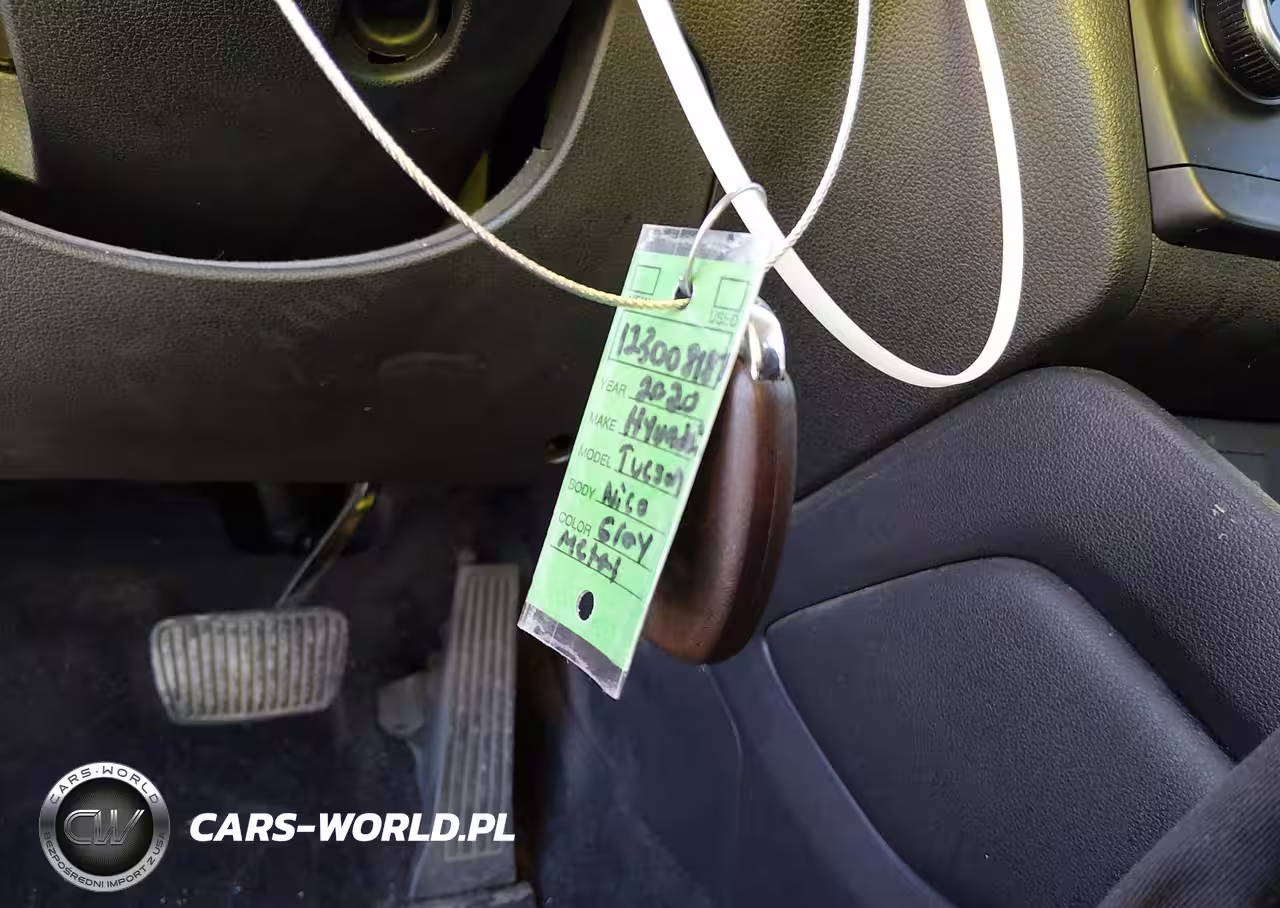 NEW USED
YEAR 2020
MAKE Hyundai
MODEL Tucson
BODY Nico
COLOR Gray
Metal
CARS-WORLD
CW
BEZPOŚREDNI IMPORT Z USA
CARS-WORLD.PL